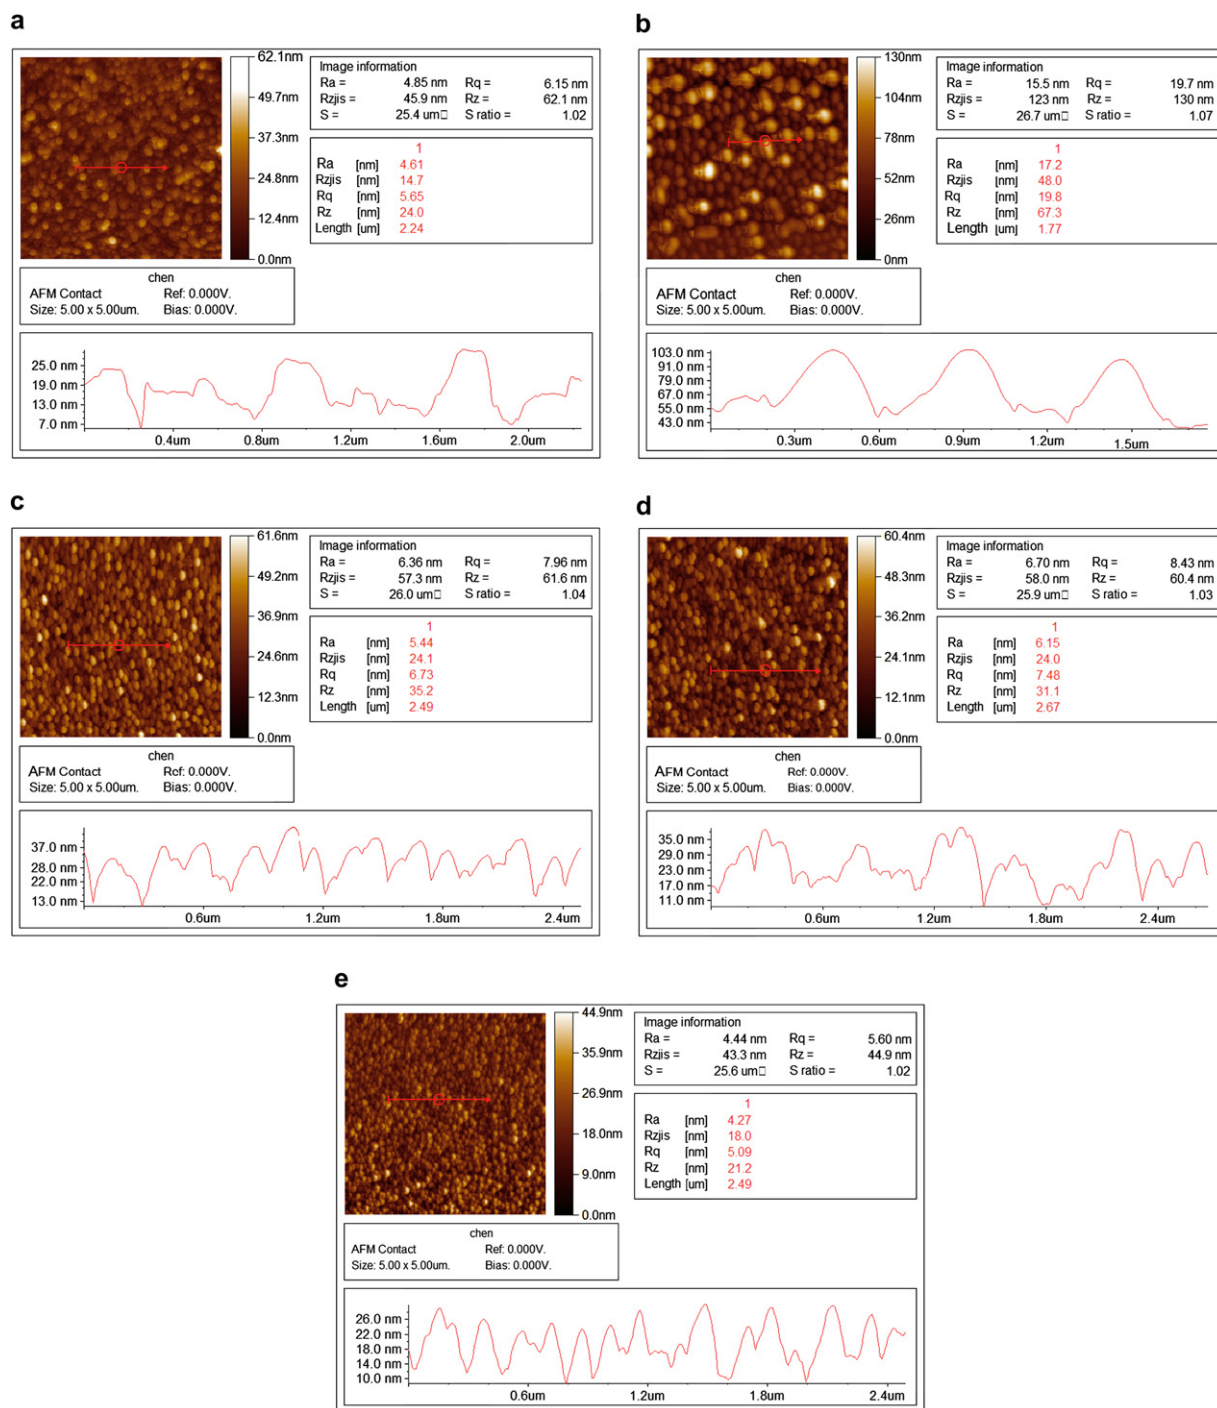 a
62.1nm
49.7nm
37.3nm
24.8nm
12.4nm
0.0nm
Image information
Ra = 4.85 nm Rq = 6.15 nm
Rzjis = 45.9 nm Rz = 62.1 nm
S = 25.4 um□ S ratio = 1.02
1
Ra [nm] 4.61
Rzjis [nm] 14.7
Rq [nm] 5.65
Rz [nm] 24.0
Length [um] 2.24
chen
AFM Contact Ref: 0.000V.
Size: 5.00 x 5.00um. Bias: 0.000V.
25.0 nm
19.0 nm
13.0 nm
7.0 nm
0.4um 0.8um 1.2um 1.6um 2.0um
b
130nm
104nm
78nm
52nm
26nm
0nm
Image information
Ra = 15.5 nm Rq = 19.7 nm
Rzjis = 123 nm Rz = 130 nm
S = 26.7 um□ S ratio = 1.07
1
Ra [nm] 17.2
Rzjis [nm] 48.0
Rq [nm] 19.8
Rz [nm] 67.3
Length [um] 1.77
chen
AFM Contact Ref: 0.000V.
Size: 5.00 x 5.00um. Bias: 0.000V.
103.0 nm
91.0 nm
79.0 nm
67.0 nm
55.0 nm
43.0 nm
0.3um 0.6um 0.9um 1.2um 1.5um
c
61.6nm
49.2nm
36.9nm
24.6nm
12.3nm
0.0nm
Image information
Ra = 6.36 nm Rq = 7.96 nm
Rzjis = 57.3 nm Rz = 61.6 nm
S = 26.0 um□ S ratio = 1.04
1
Ra [nm] 5.44
Rzjis [nm] 24.1
Rq [nm] 6.73
Rz [nm] 35.2
Length [um] 2.49
chen
AFM Contact Ref: 0.000V.
Size: 5.00 x 5.00um. Bias: 0.000V.
37.0 nm
28.0 nm
22.0 nm
13.0 nm
0.6um 1.2um 1.8um 2.4um
d
60.4nm
48.3nm
36.2nm
24.1nm
12.1nm
0.0nm
Image information
Ra = 6.70 nm Rq = 8.43 nm
Rzjis = 58.0 nm Rz = 60.4 nm
S = 25.9 um□ S ratio = 1.03
1
Ra [nm] 6.15
Rzjis [nm] 24.0
Rq [nm] 7.48
Rz [nm] 31.1
Length [um] 2.67
chen
AFM Contact Ref: 0.000V.
Size: 5.00 x 5.00um. Bias: 0.000V.
35.0 nm
29.0 nm
23.0 nm
17.0 nm
11.0 nm
0.6um 1.2um 1.8um 2.4um
e
44.9nm
35.9nm
26.9nm
18.0nm
9.0nm
0.0nm
Image information
Ra = 4.44 nm Rq = 5.60 nm
Rzjis = 43.3 nm Rz = 44.9 nm
S = 25.6 um□ S ratio = 1.02
1
Ra [nm] 4.27
Rzjis [nm] 18.0
Rq [nm] 5.09
Rz [nm] 21.2
Length [um] 2.49
chen
AFM Contact Ref: 0.000V.
Size: 5.00 x 5.00um. Bias: 0.000V.
26.0 nm
22.0 nm
18.0 nm
14.0 nm
10.0 nm
0.6um 1.2um 1.8um 2.4um